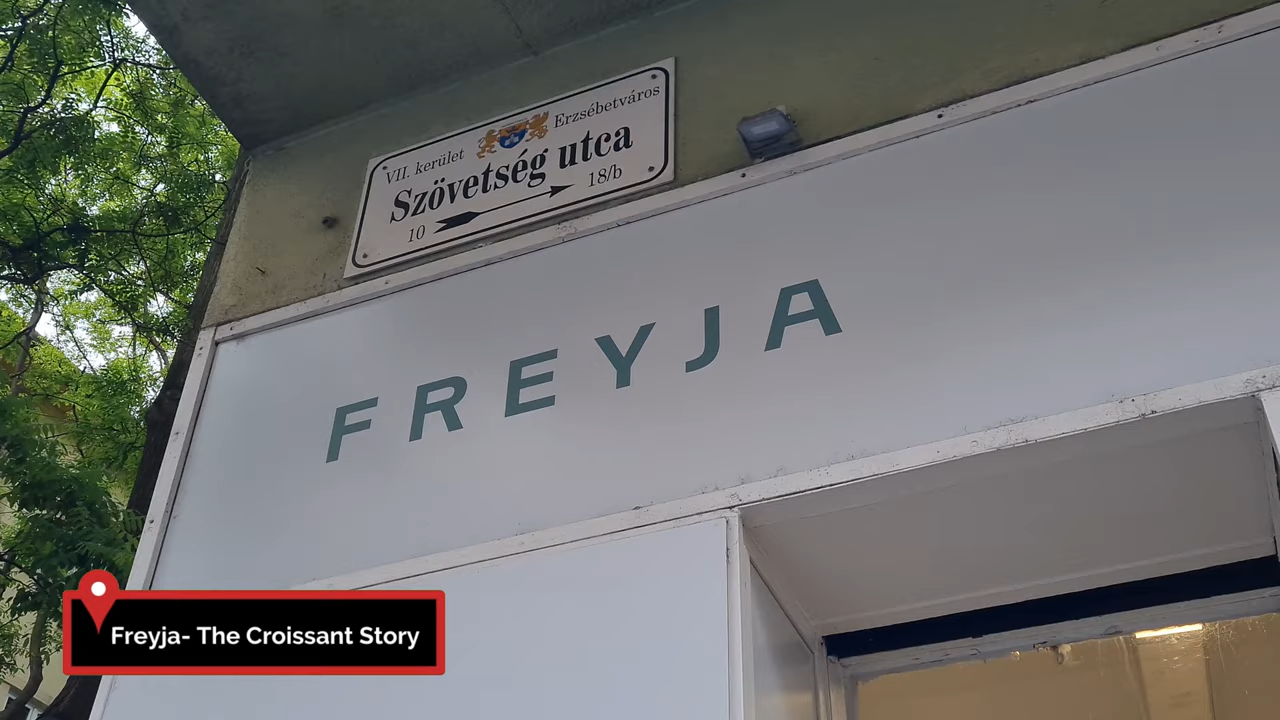 VII. kerület Erzsébetváros
Szövetség utca
10 18/b
FREYJA
Freyja- The Croissant Story